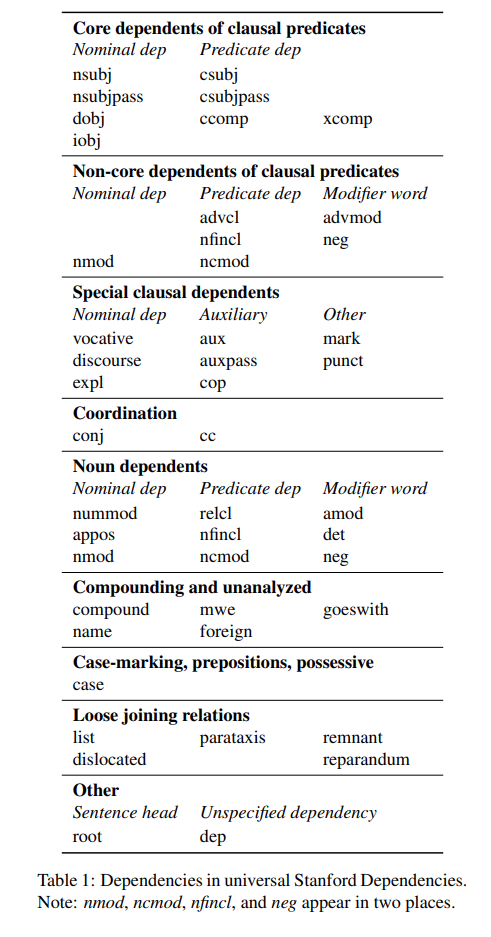 Core dependents of clausal predicates
Nominal dep Predicate dep
nsubj csubj
nsubjpass csubjpass
dobj ccomp xcomp
iobj
Non-core dependents of clausal predicates
Nominal dep Predicate dep Modifier word
advcl advmod
nfincl neg
nmod ncmod
Special clausal dependents
Nominal dep Auxiliary Other
vocative aux mark
discourse auxpass punct
expl cop
Coordination
conj cc
Noun dependents
Nominal dep Predicate dep Modifier word
nummod relcl amod
appos nfincl det
nmod ncmod neg
Compounding and unanalyzed
compound mwe goeswith
name foreign
Case-marking, prepositions, possessive
case
Loose joining relations
list parataxis remnant
dislocated reparandum
Other
Sentence head Unspecified dependency
root dep
Table 1: Dependencies in universal Stanford Dependencies.
Note: nmod, ncmod, nfincl, and neg appear in two places.